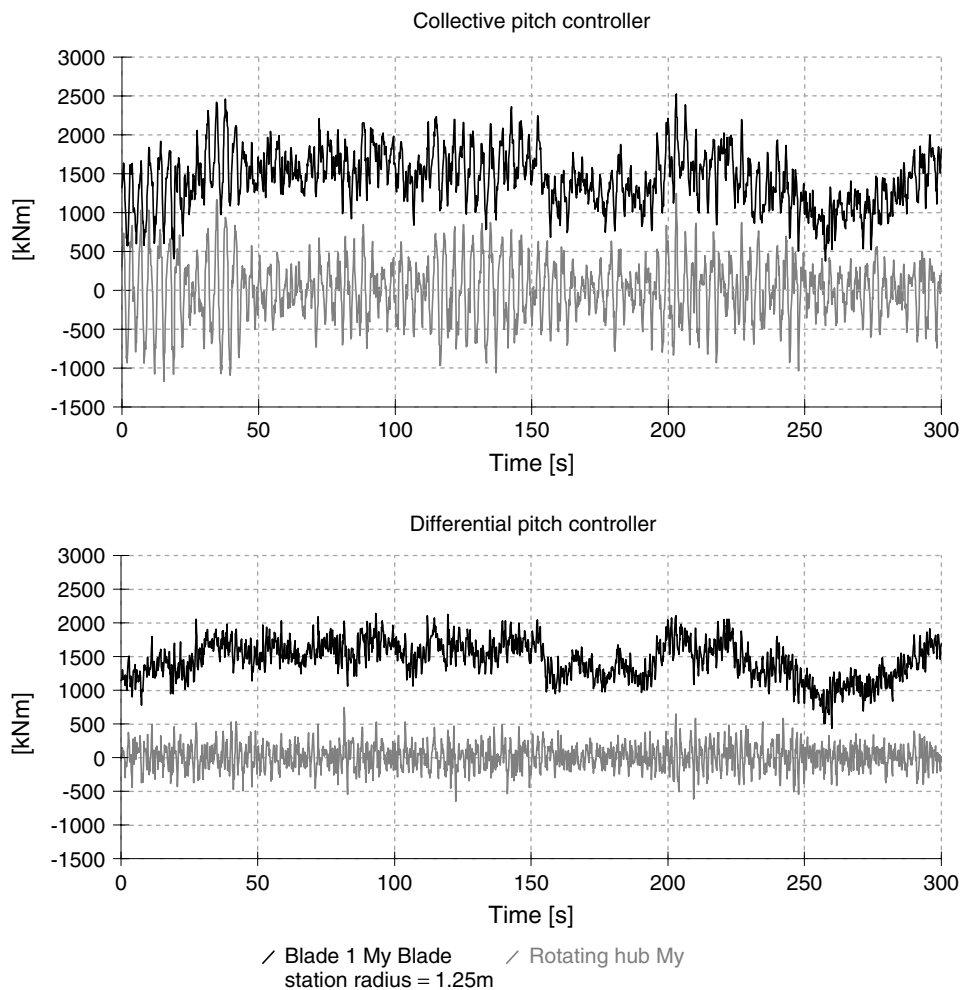 Collective pitch controller
3000
2500
2000
1500
1000
500
0
-500
-1000
-1500
[kNm]
0 50 100 150 200 250 300
Time [s]
Differential pitch controller
3000
2500
2000
1500
1000
500
0
-500
-1000
-1500
[kNm]
0 50 100 150 200 250 300
Time [s]
Blade 1 My Blade Rotating hub My
station radius = 1.25m